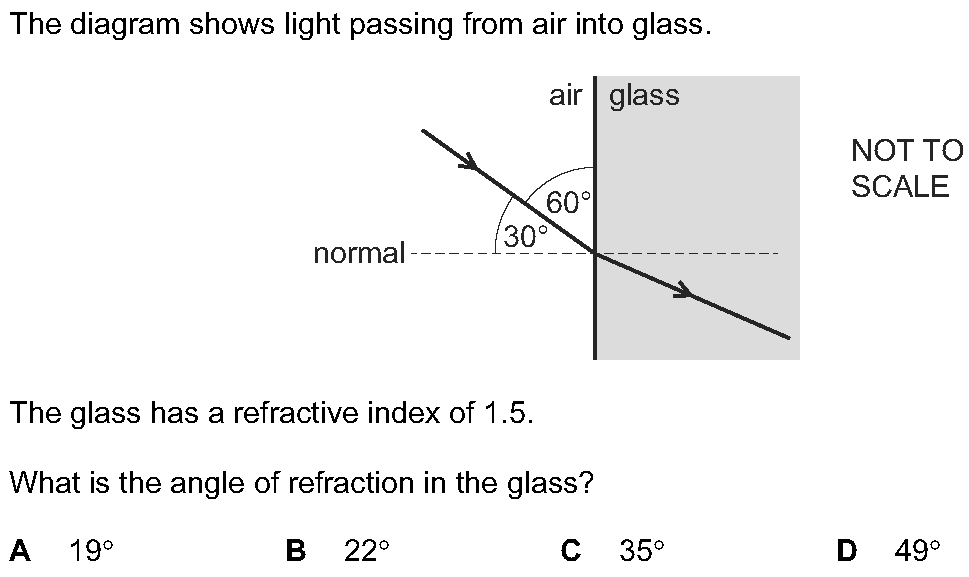 The diagram shows light passing from air into glass.
air glass
NOT TO
SCALE
60°
30°
normal
The glass has a refractive index of 1.5.
What is the angle of refraction in the glass?
A 19° B 22° C 35° D 49°